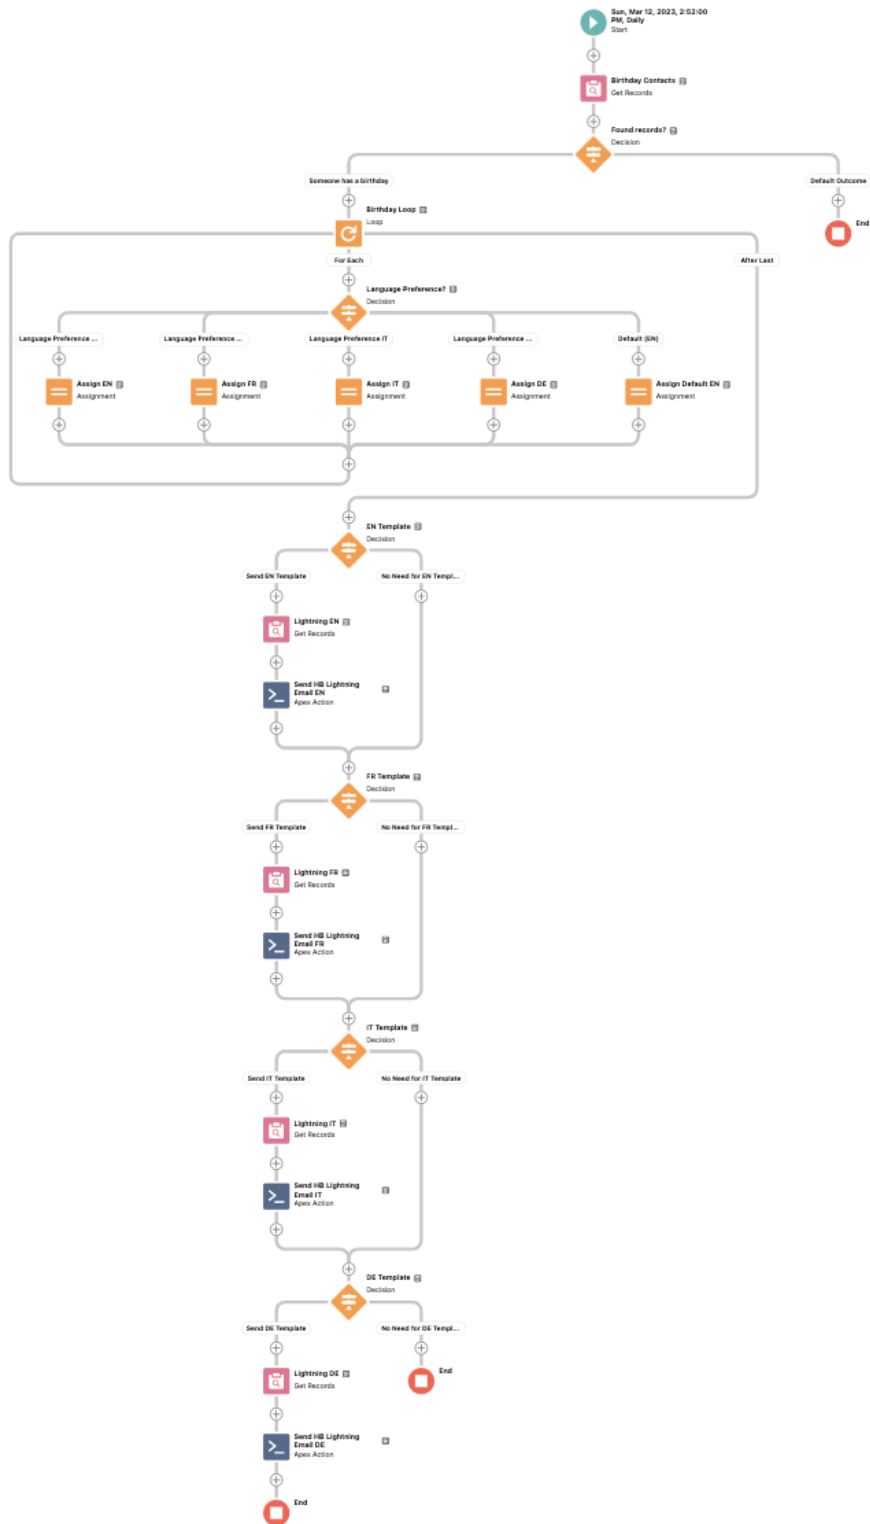 Sun, Mar 12, 2023, 2:52:00
PM, Daily
Start
Birthday Contacts
Get Records
Found records?
Decision
Someone has a birthday
Default Outcome
Birthday Loop
Loop
End
For Each
After Last
Language Preference?
Decision
Language Preference ...
Language Preference ...
Language Preference IT
Language Preference ...
Default (EN)
Assign EN
Assignment
Assign FR
Assignment
Assign IT
Assignment
Assign DE
Assignment
Assign Default EN
Assignment
EN Template
Decision
Send EN Template
No Need for EN Templ...
Lightning EN
Get Records
Send HB Lightning
Email EN
Apex Action
FR Template
Decision
Send FR Template
No Need for FR Templ...
Lightning FR
Get Records
Send HB Lightning
Email FR
Apex Action
IT Template
Decision
Send IT Template
No Need for IT Template
Lightning IT
Get Records
Send HB Lightning
Email IT
Apex Action
DE Template
Decision
Send DE Template
No Need for DE Templ...
Lightning DE
Get Records
End
Send HB Lightning
Email DE
Apex Action
End